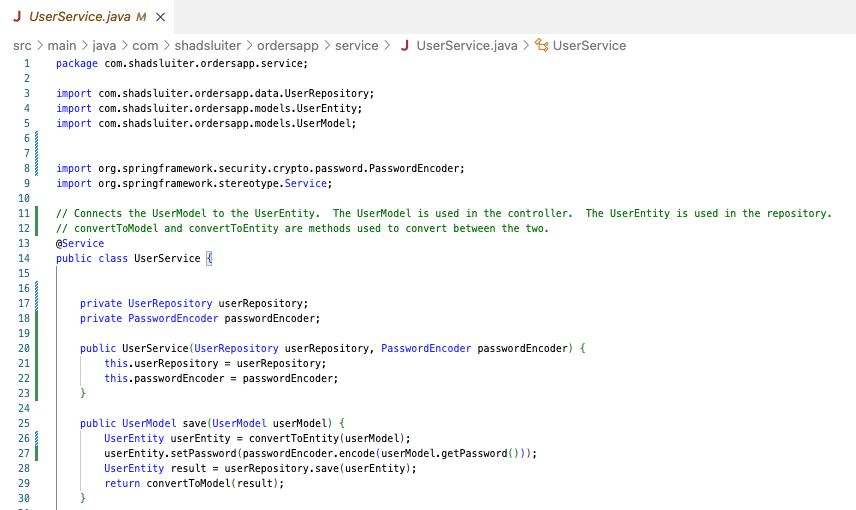 J UserService.java M ×
src > main > java > com > shadsluiter > ordersapp > service > J UserService.java > UserService
1 package com.shadsluiter.ordersapp.service;
2
3 import com.shadsluiter.ordersapp.data.UserRepository;
4 import com.shadsluiter.ordersapp.models.UserEntity;
5 import com.shadsluiter.ordersapp.models.UserModel;
6
7
8 import org.springframework.security.crypto.password.PasswordEncoder;
9 import org.springframework.stereotype.Service;
10
11 // Connects the UserModel to the UserEntity.  The UserModel is used in the controller.  The UserEntity is used in the repository.
12 // convertToModel and convertToEntity are methods used to convert between the two.
13 @Service
14 public class UserService {
15
16
17     private UserRepository userRepository;
18     private PasswordEncoder passwordEncoder;
19
20     public UserService(UserRepository userRepository, PasswordEncoder passwordEncoder) {
21         this.userRepository = userRepository;
22         this.passwordEncoder = passwordEncoder;
23     }
24
25     public UserModel save(UserModel userModel) {
26         UserEntity userEntity = convertToEntity(userModel);
27         userEntity.setPassword(passwordEncoder.encode(userModel.getPassword()));
28         UserEntity result = userRepository.save(userEntity);
29         return convertToModel(result);
30     }